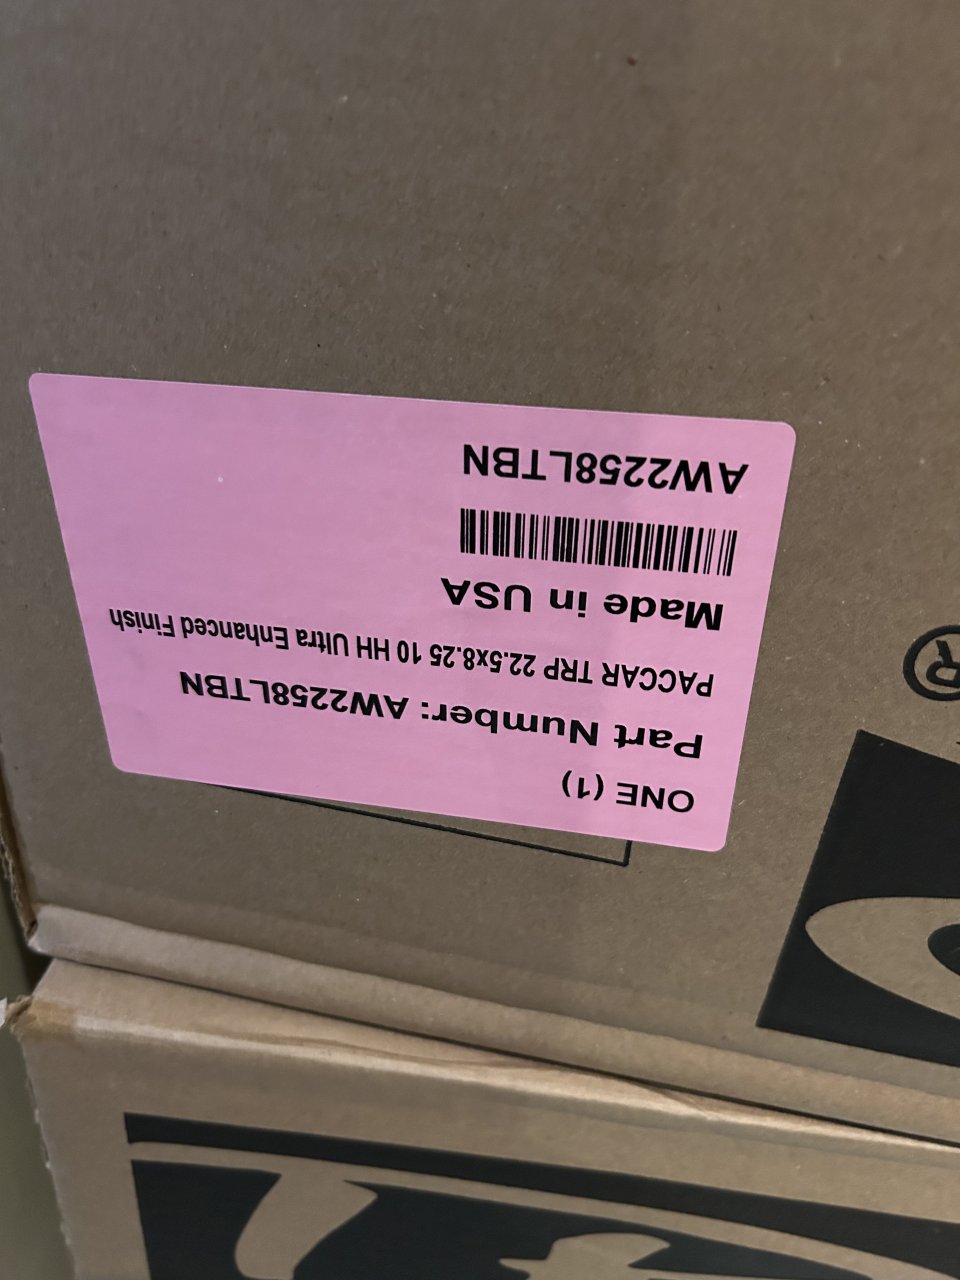 ONE (1)
Part Number: AW2258LTBN
PACCAR TRP 22.5x8.25 10 HH Ultra Enhanced Finish
Made in USA
AW2258LTBN
®